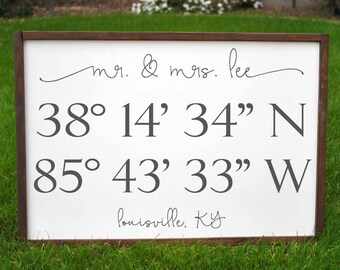 mr. & mrs. lee
38° 14’ 34” N
85° 43’ 33” W
louisville, KY